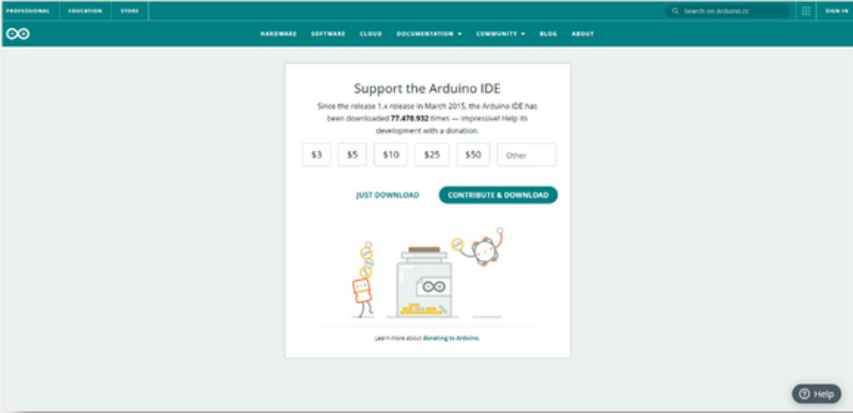 PROFESSIONAL EDUCATION STORE Search on Arduino.cc SIGN IN
HARDWARE SOFTWARE CLOUD DOCUMENTATION COMMUNITY BLOG ABOUT
Support the Arduino IDE
Since the release 1.x release in March 2015, the Arduino IDE has
been downloaded 77.478.932 times — impressive! Help its
development with a donation.
$3 $5 $10 $25 $50 Other
JUST DOWNLOAD CONTRIBUTE & DOWNLOAD
Learn more about donating to Arduino.
Help